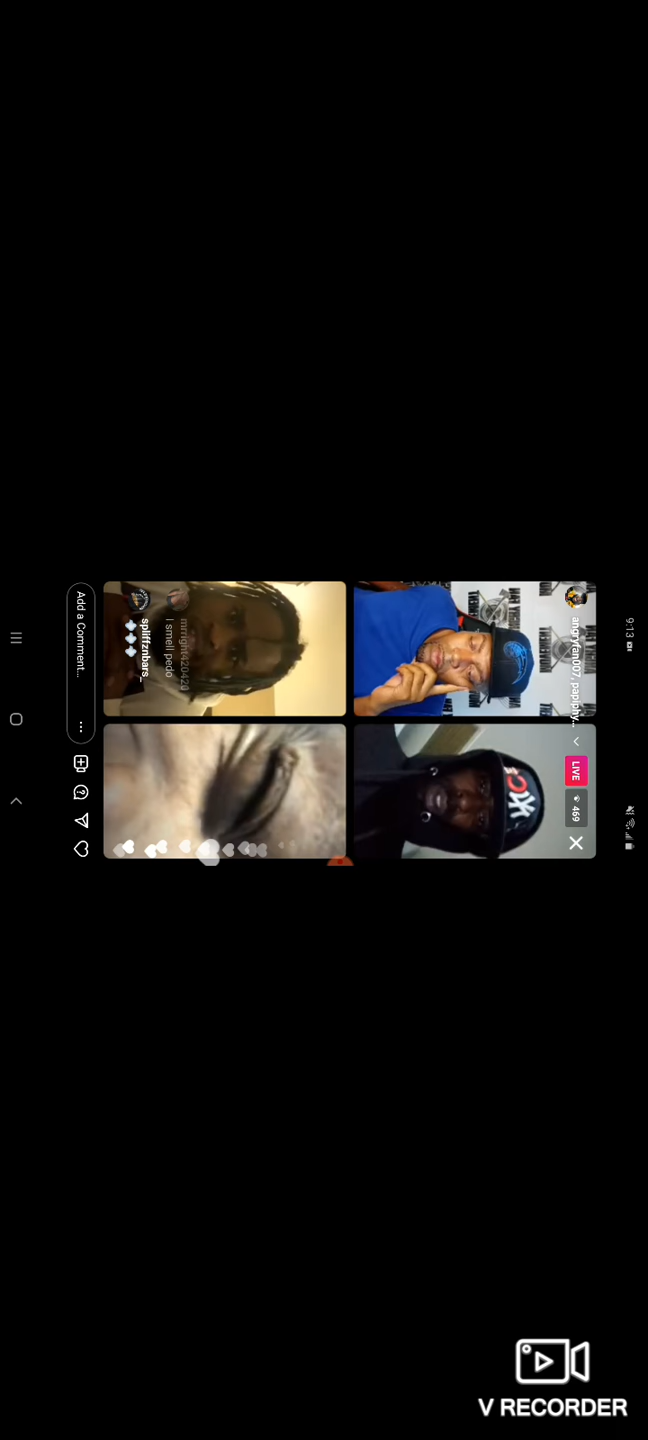 9:13
angryfan007, papiphy...
LIVE
469
mrright420420
I smell pedo
spliffznbars_
Add a Comment...
V RECORDER